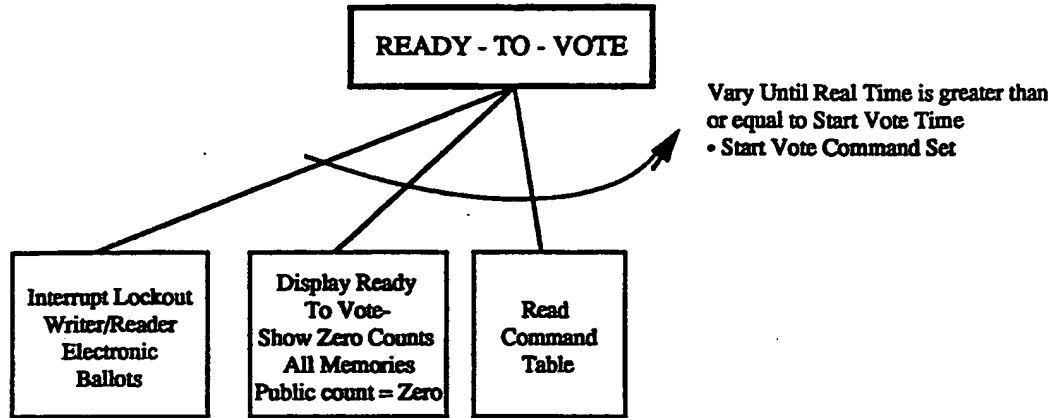 READY - TO - VOTE
Vary Until Real Time is greater than
or equal to Start Vote Time
• Start Vote Command Set
Interrupt Lockout
Writer/Reader
Electronic
Ballots
Display Ready
To Vote-
Show Zero Counts
All Memories
Public count = Zero
Read
Command
Table